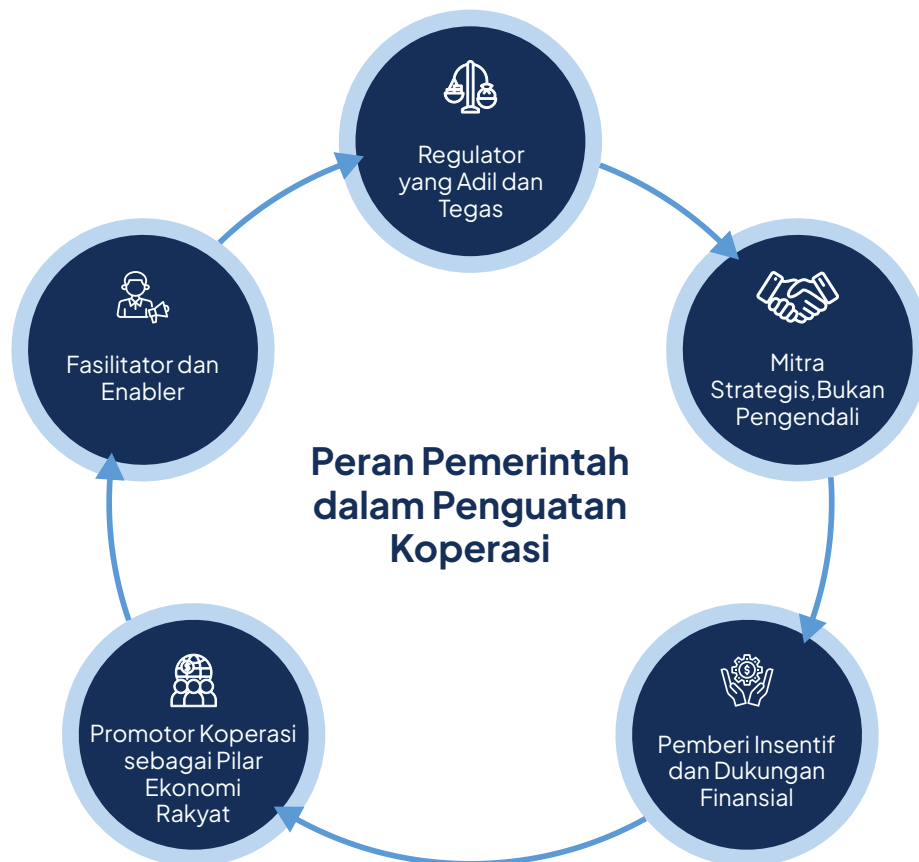 Regulator
yang Adil dan
Tegas
Mitra
Strategis,Bukan
Pengendali
Pemberi Insentif
dan Dukungan
Finansial
Promotor Koperasi
sebagai Pilar
Ekonomi
Rakyat
Fasilitator dan
Enabler
Peran Pemerintah
dalam Penguatan
Koperasi